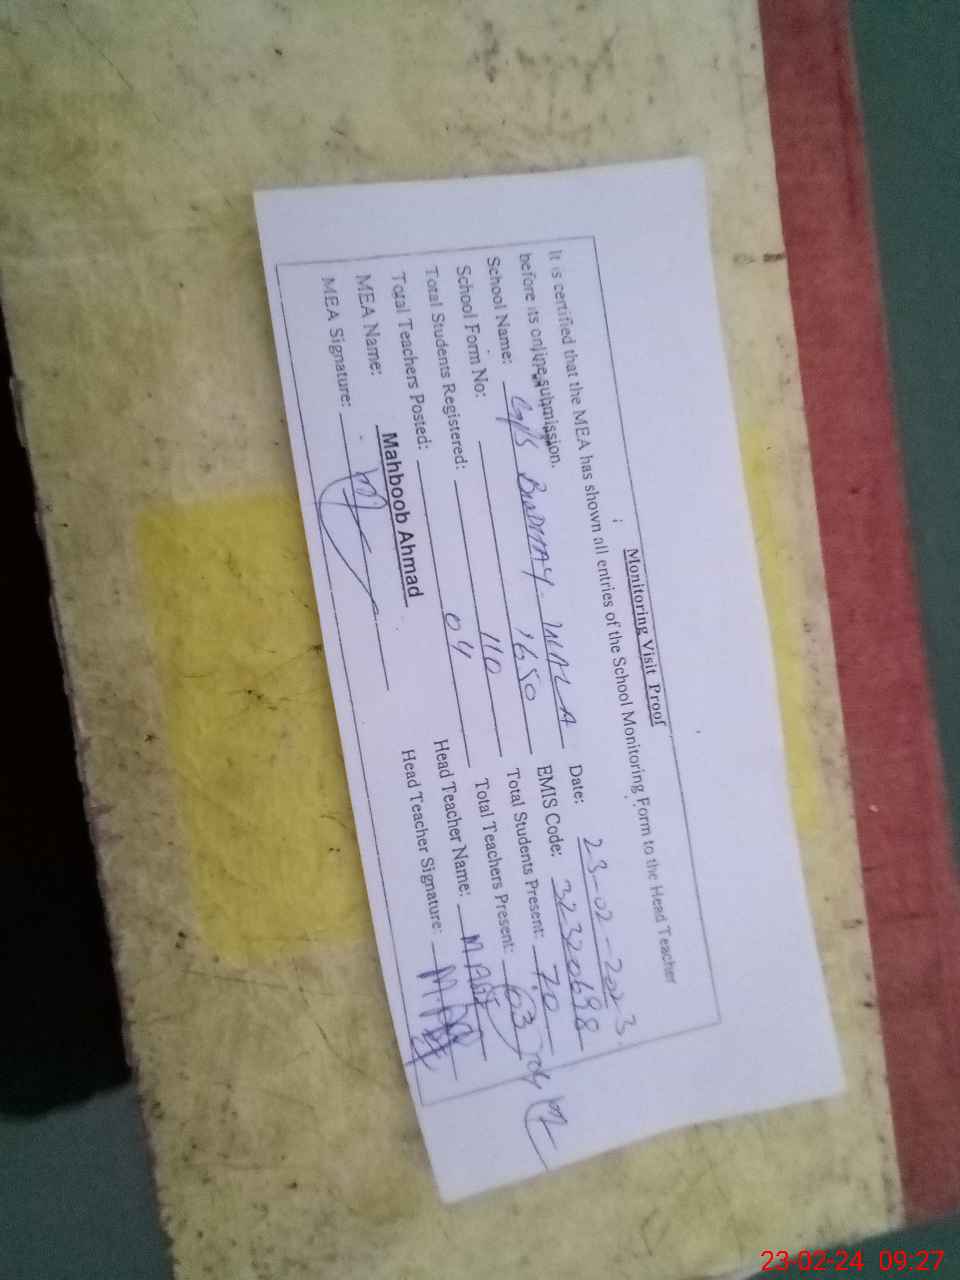 Monitoring Visit Proof
It is certified that the MEA has shown all entries of the School Monitoring Form to the Head Teacher
before its online submission.
School Name: WALA Date: 23-02-2023
School Form No: 1650 EMIS Code: 32320698
Total Students Registered: 110 Total Students Present: 70
Total Teachers Posted: 04 Total Teachers Present: 03 04
MEA Name: Mahboob Ahmad Head Teacher Name:
MEA Signature: Head Teacher Signature:
23-02-24 09:27